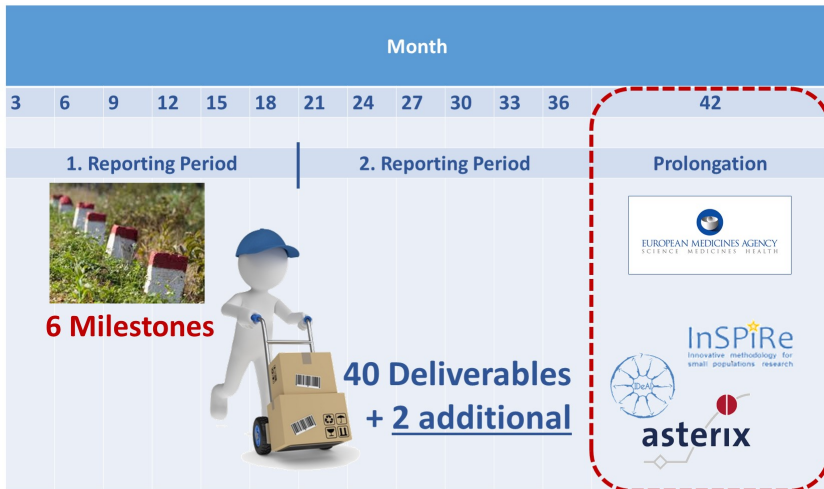 Month
3 6 9 12 15 18 21 24 27 30 33 36 42
1. Reporting Period 2. Reporting Period Prolongation
EUROPEAN MEDICINES AGENCY
SCIENCE MEDICINES HEALTH
6 Milestones
InSPiRe
Innovative methodology for
small populations research
40 Deliverables
IDeAl
+ 2 additional
asterix